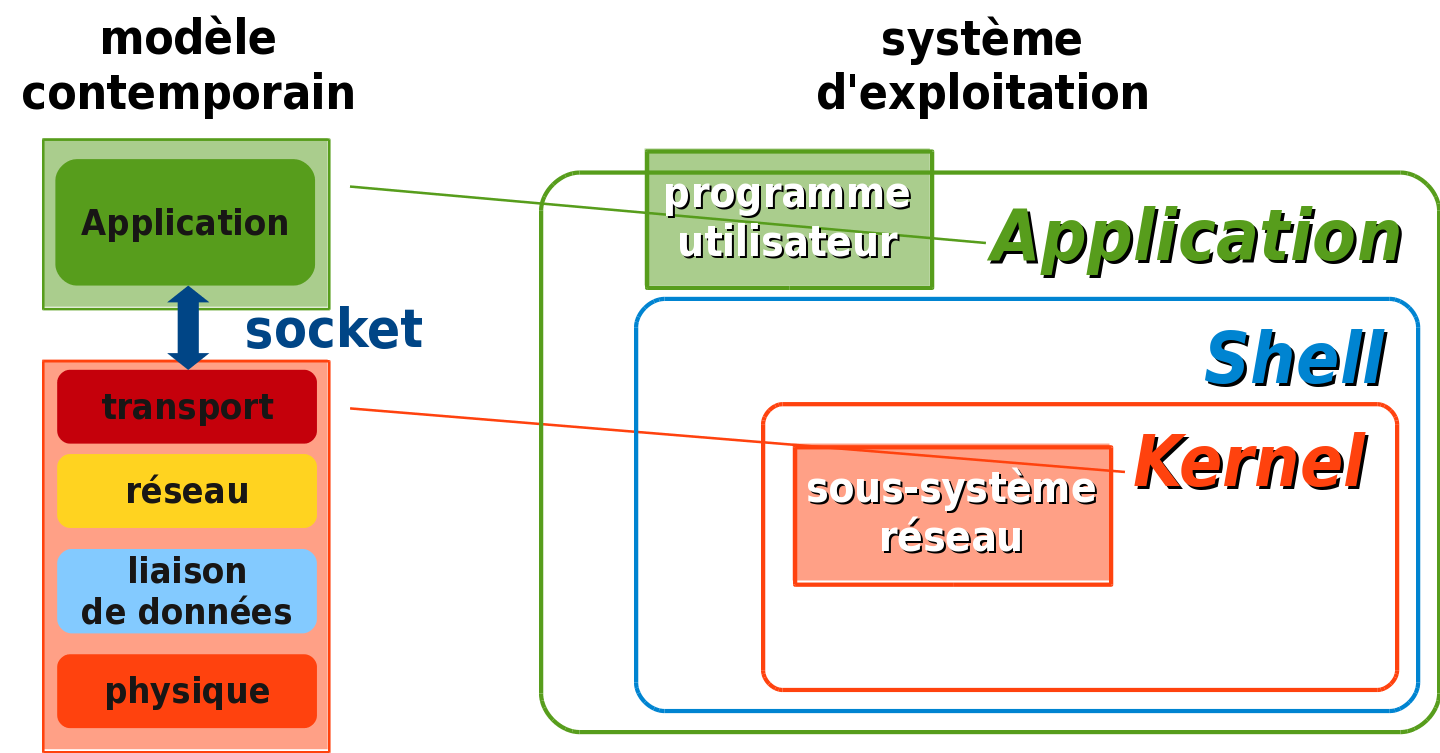 modèle
contemporain
Application
socket
transport
réseau
liaison
de données
physique
système
d'exploitation
programme
utilisateur
Application
Shell
Kernel
sous-système
réseau